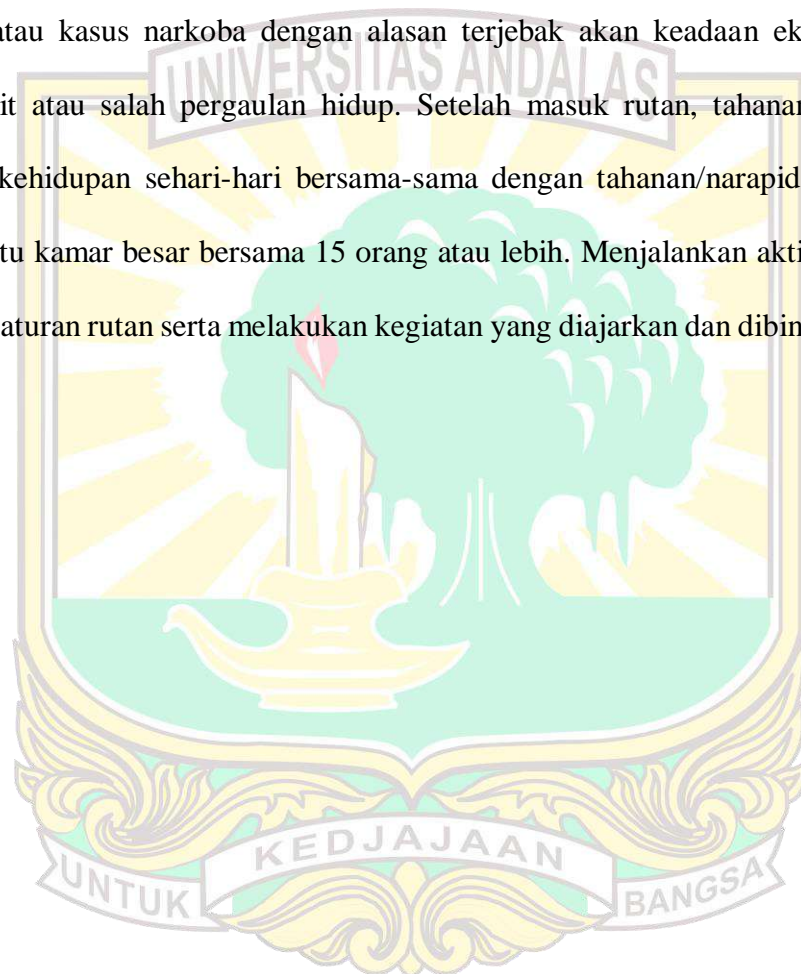 atau kasus narkoba dengan alasan terjebak akan keadaan ek
it atau salah pergaulan hidup. Setelah masuk rutan, tahanan
kehidupan sehari-hari bersama-sama dengan tahanan/narapid
tu kamar besar bersama 15 orang atau lebih. Menjalankan akti
aturan rutan serta melakukan kegiatan yang diajarkan dan dibin
UNIVERSITAS ANDALAS
UNTUK KEDJAJAAN BANGSA